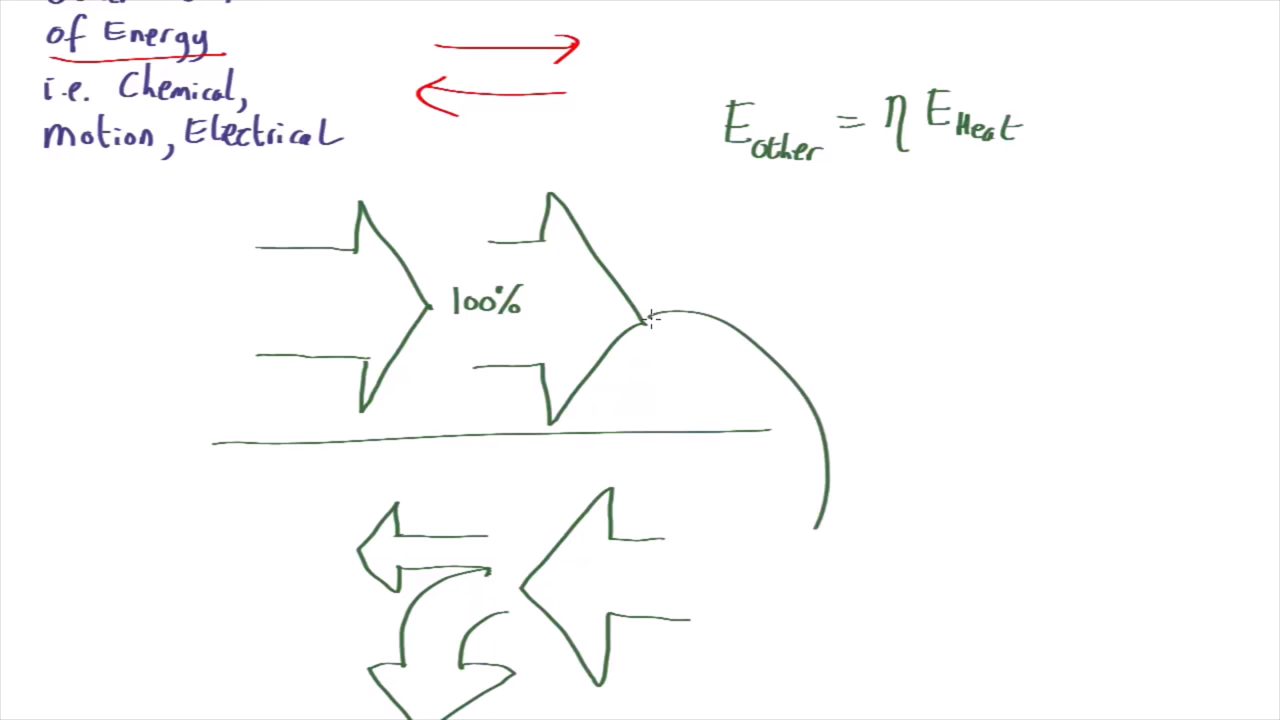 of Energy
i.e. Chemical,
motion, Electrical
E_other = η E_Heat
100%